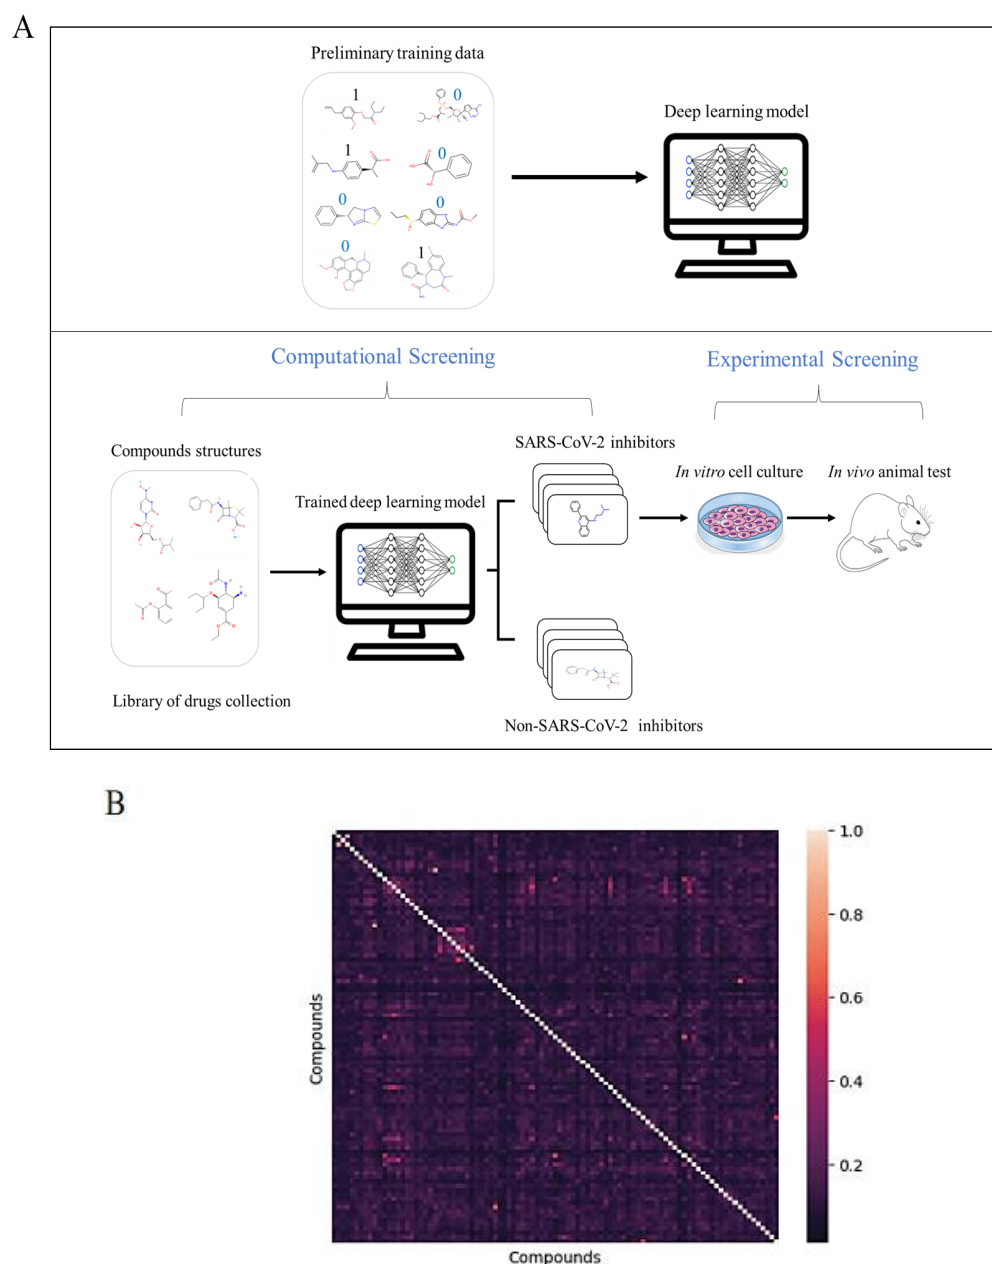 A
Preliminary training data
1
0
Deep learning model
1
0
0
0
0
1
Computational Screening
Experimental Screening
SARS-CoV-2 inhibitors
Compounds structures
In vitro cell culture
In vivo animal test
Trained deep learning model
Library of drugs collection
Non-SARS-CoV-2 inhibitors
B
1.0
0.8
0.6
0.4
0.2
Compounds
Compounds